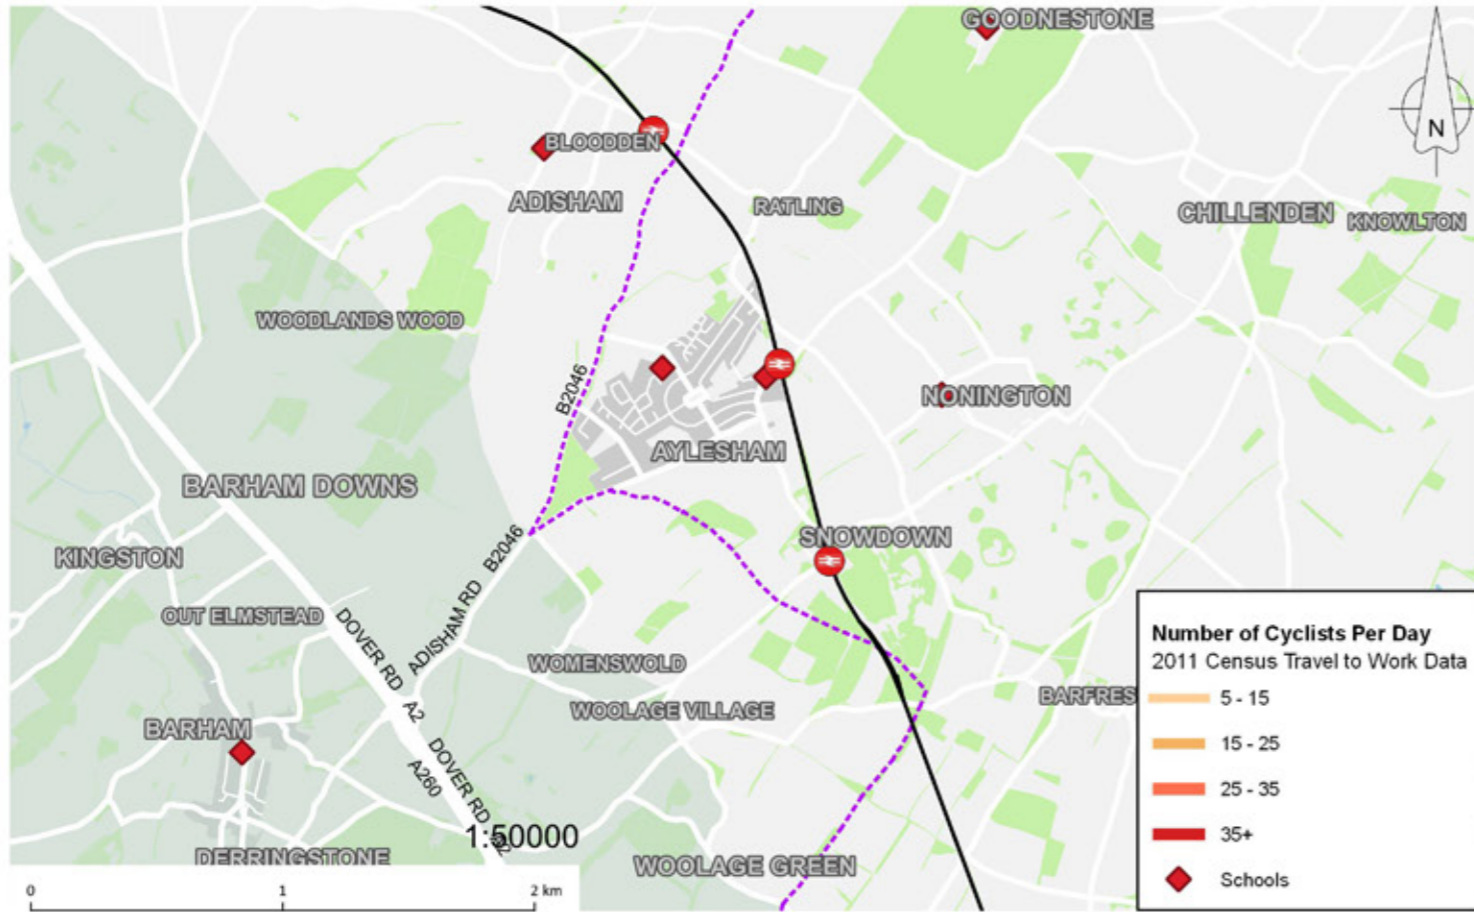 GOODNESTONE
N
BLOODDEN
ADISHAM
RATLING
CHILLENDEN
KNOWLTON
WOODLANDS WOOD
B2046
NONINGTON
AYLESHAM
BARHAM DOWNS
SNOWDOWN
B2046
KINGSTON
ADISHAM RD
OUT ELMSTEAD
DOVER RD
A2
WOMENSWOLD
WOOLAGE VILLAGE
BARFRES
BARHAM
A260
DOVER RD
1:50000
DERRINGSTONE
WOOLAGE GREEN
0 1 2 km
Number of Cyclists Per Day
2011 Census Travel to Work Data
5 - 15
15 - 25
25 - 35
35+
Schools